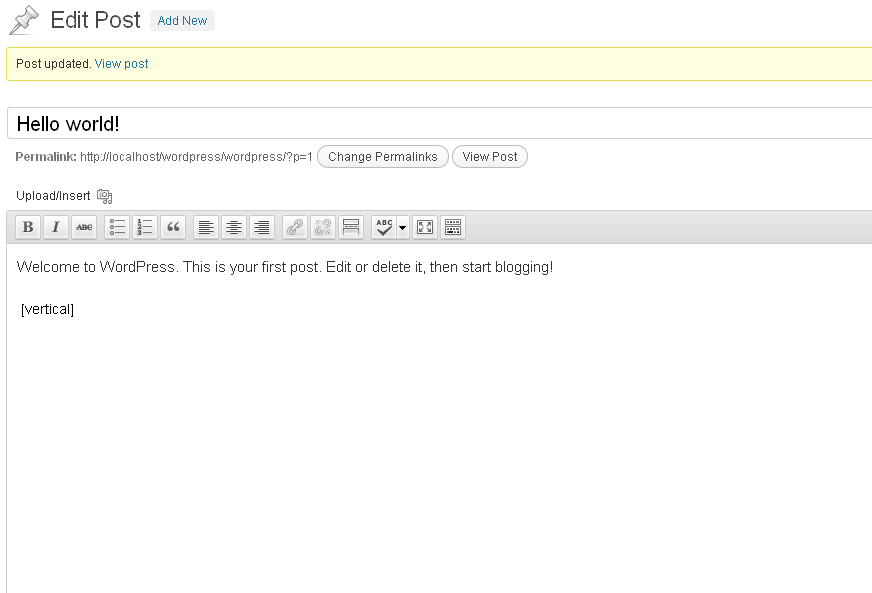 Edit Post Add New
Post updated. View post
Hello world!
Permalink: http://localhost/wordpress/wordpress/?p=1 Change Permalinks View Post
Upload/Insert
B I ABC ABC
Welcome to WordPress. This is your first post. Edit or delete it, then start blogging!
[vertical]